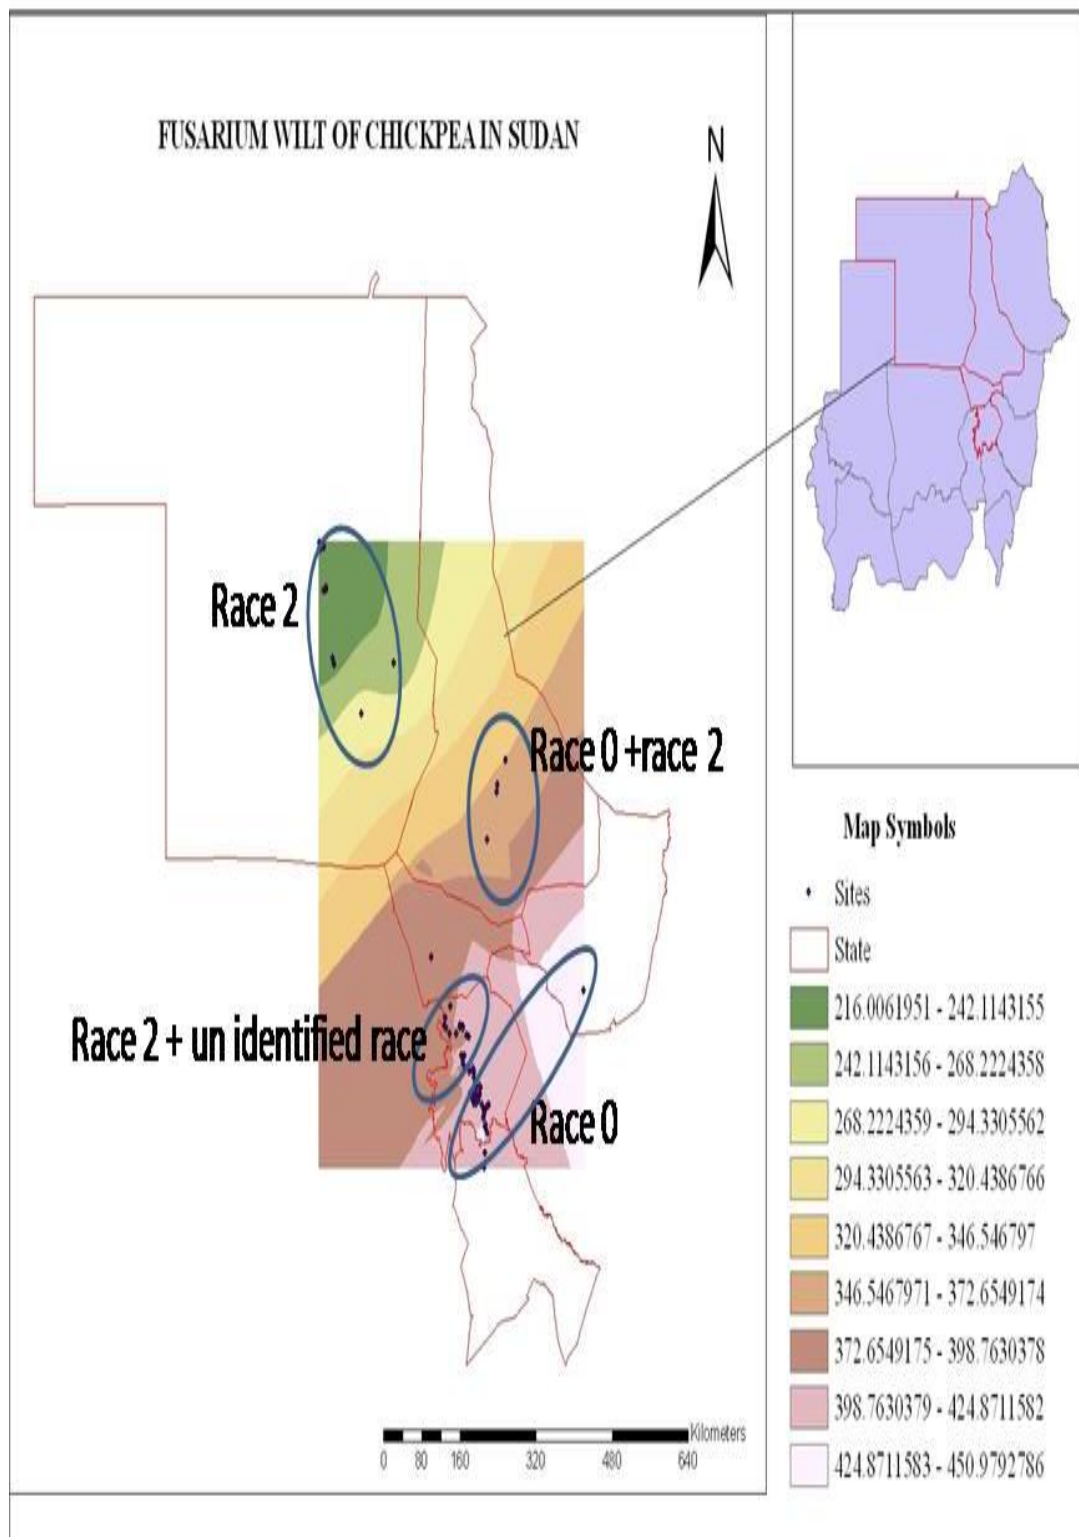 FUSARIUM WILT OF CHICKPEA IN SUDAN
N
Race 2
Race 0 +race 2
Race 2 + un identified race
Race 0
Kilometers
0 80 160 320 480 640
Map Symbols
Sites
State
216.0061951 - 242.1143155
242.1143156 - 268.2224358
268.2224359 - 294.3305562
294.3305563 - 320.4386766
320.4386767 - 346.546797
346.5467971 - 372.6549174
372.6549175 - 398.7630378
398.7630379 - 424.8711582
424.8711583 - 450.9792786